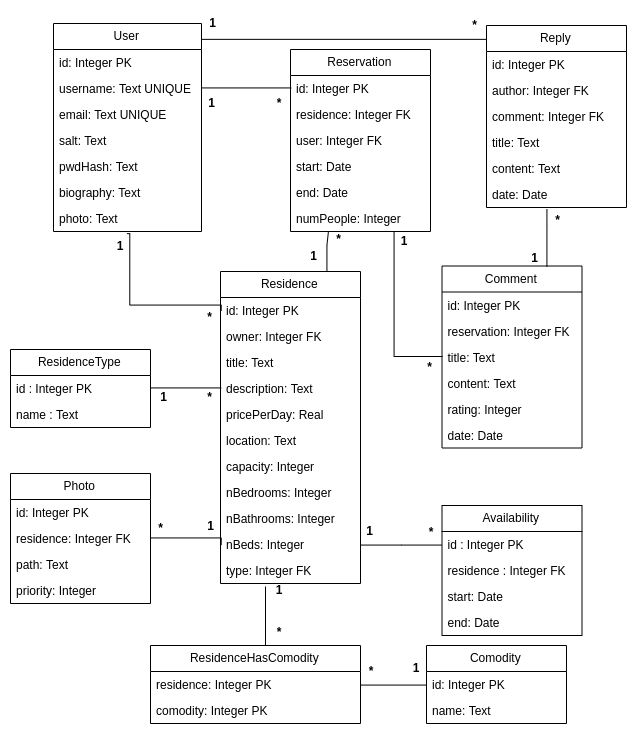 User
id: Integer PK
username: Text UNIQUE
email: Text UNIQUE
salt: Text
pwdHash: Text
biography: Text
photo: Text
1
*
1
*
Reservation
id: Integer PK
residence: Integer FK
user: Integer FK
start: Date
end: Date
numPeople: Integer
Reply
id: Integer PK
author: Integer FK
comment: Integer FK
title: Text
content: Text
date: Date
1
*
*
1
1
*
*
1
Residence
id: Integer PK
owner: Integer FK
title: Text
description: Text
pricePerDay: Real
location: Text
capacity: Integer
nBedrooms: Integer
nBathrooms: Integer
nBeds: Integer
type: Integer FK
Comment
id: Integer PK
reservation: Integer FK
title: Text
content: Text
rating: Integer
date: Date
ResidenceType
id : Integer PK
name : Text
1
*
Photo
id: Integer PK
residence: Integer FK
path: Text
priority: Integer
*
1
1
*
Availability
id : Integer PK
residence : Integer FK
start: Date
end: Date
1
*
ResidenceHasComodity
residence: Integer PK
comodity: Integer PK
*
1
Comodity
id: Integer PK
name: Text